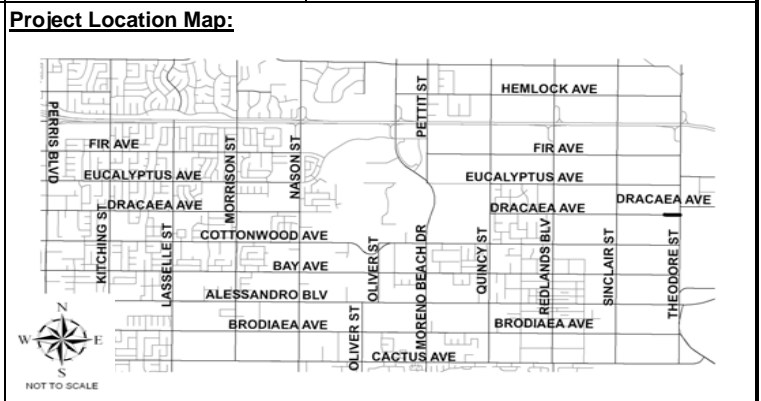 Project Location Map:
HEMLOCK AVE
PETTIT ST
PERRIS BLVD
FIR AVE
FIR AVE
MORRISON ST
NASON ST
EUCALYPTUS AVE
EUCALYPTUS AVE
DRACAEA AVE
DRACAEA AVE
DRACAEA AVE
KITCHING ST
LASSELLE ST
COTTONWOOD AVE
OLIVER ST
MORENO BEACH DR
QUINCY ST
REDLANDS BLV
SINCLAIR ST
THEODORE ST
BAY AVE
ALESSANDRO BLV
BRODIAEA AVE
BRODIAEA AVE
OLIVER ST
CACTUS AVE
N
W E
S
NOT TO SCALE